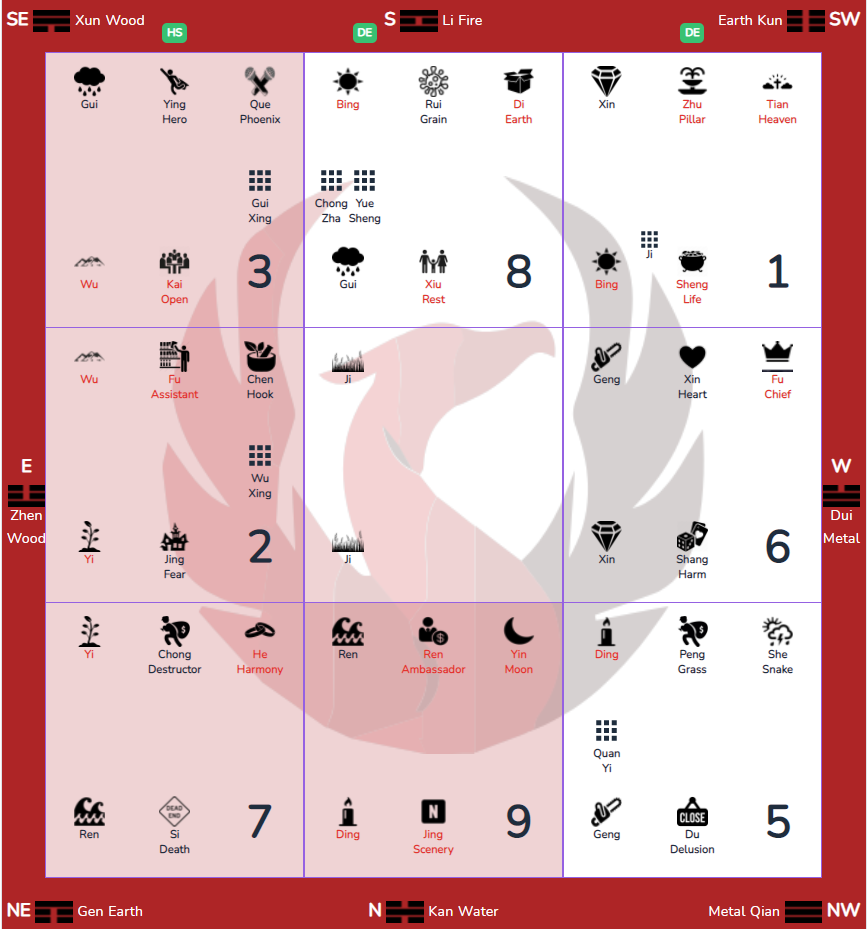 SE Xun Wood
S Li Fire
Earth Kun SW
HS
DE
DE
Gui
Ying Hero
Que Phoenix
Gui Xing
Wu
Kai Open
3
Bing
Rui Grain
Di Earth
Chong Zha
Yue Sheng
Gui
Xiu Rest
8
Xin
Zhu Pillar
Tian Heaven
Ji
Bing
Sheng Life
1
E
Zhen
Wood
Wu
Fu Assistant
Chen Hook
Wu Xing
Yi
Jing Fear
2
Ji
Ji
Geng
Xin Heart
Fu Chief
Xin
Shang Harm
6
W
Dui
Metal
Yi
Chong Destructor
He Harmony
Ren
DEAD END
Si Death
7
Ren
Ren Ambassador
Yin Moon
Ding
N
Jing Scenery
9
Ding
Peng Grass
She Snake
Quan Yi
Geng
CLOSE
Du Delusion
5
NE Gen Earth
N Kan Water
Metal Qian NW